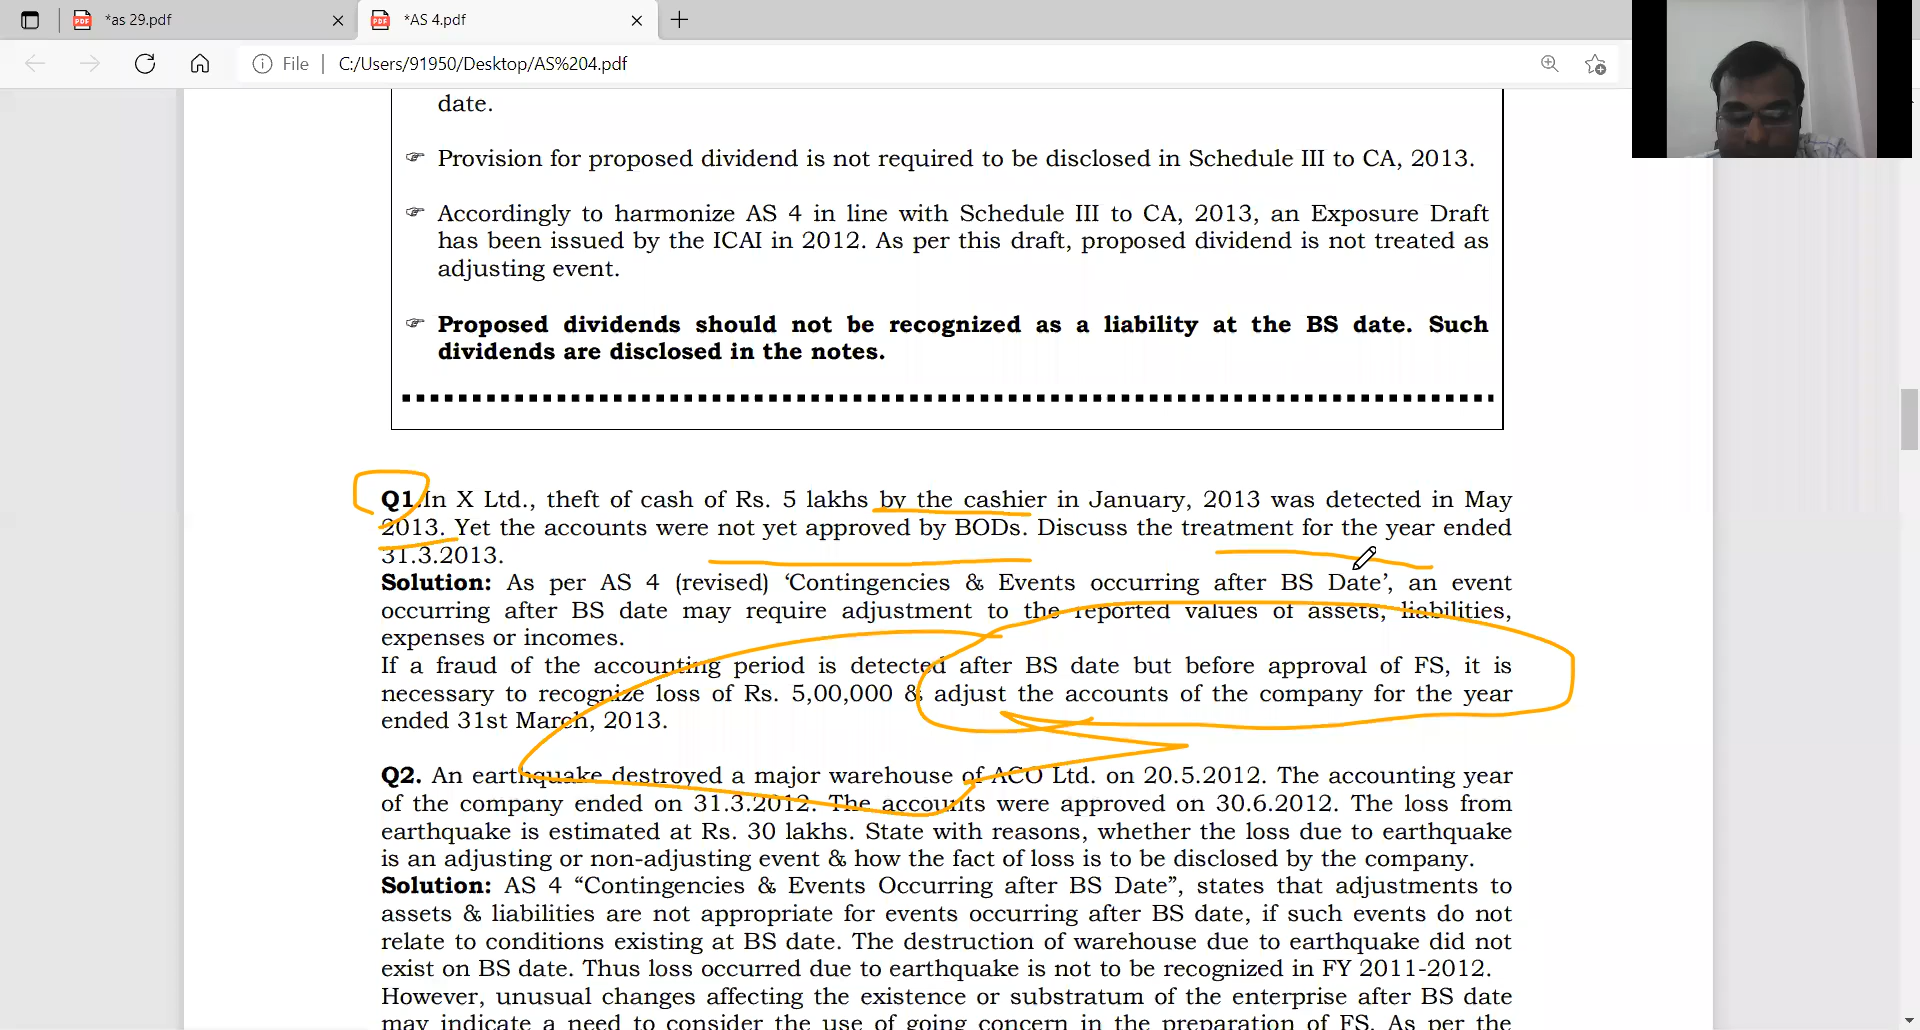 *as 29.pdf
*AS 4.pdf
File
C:/Users/91950/Desktop/AS%204.pdf
date.
Provision for proposed dividend is not required to be disclosed in Schedule III to CA, 2013.
Accordingly to harmonize AS 4 in line with Schedule III to CA, 2013, an Exposure Draft
has been issued by the ICAI in 2012. As per this draft, proposed dividend is not treated as
adjusting event.
Proposed dividends should not be recognized as a liability at the BS date. Such
dividends are disclosed in the notes.
Q1. In X Ltd., theft of cash of Rs. 5 lakhs by the cashier in January, 2013 was detected in May
2013. Yet the accounts were not yet approved by BODs. Discuss the treatment for the year ended
31.3.2013.
Solution: As per AS 4 (revised) ‘Contingencies & Events occurring after BS Date’, an event
occurring after BS date may require adjustment to the reported values of assets, liabilities,
expenses or incomes.
If a fraud of the accounting period is detected after BS date but before approval of FS, it is
necessary to recognize loss of Rs. 5,00,000 & adjust the accounts of the company for the year
ended 31st March, 2013.
Q2. An earthquake destroyed a major warehouse of ACO Ltd. on 20.5.2012. The accounting year
of the company ended on 31.3.2012. The accounts were approved on 30.6.2012. The loss from
earthquake is estimated at Rs. 30 lakhs. State with reasons, whether the loss due to earthquake
is an adjusting or non-adjusting event & how the fact of loss is to be disclosed by the company.
Solution: AS 4 “Contingencies & Events Occurring after BS Date”, states that adjustments to
assets & liabilities are not appropriate for events occurring after BS date, if such events do not
relate to conditions existing at BS date. The destruction of warehouse due to earthquake did not
exist on BS date. Thus loss occurred due to earthquake is not to be recognized in FY 2011-2012.
However, unusual changes affecting the existence or substratum of the enterprise after BS date
may indicate a need to consider the use of going concern in the preparation of FS. As per the